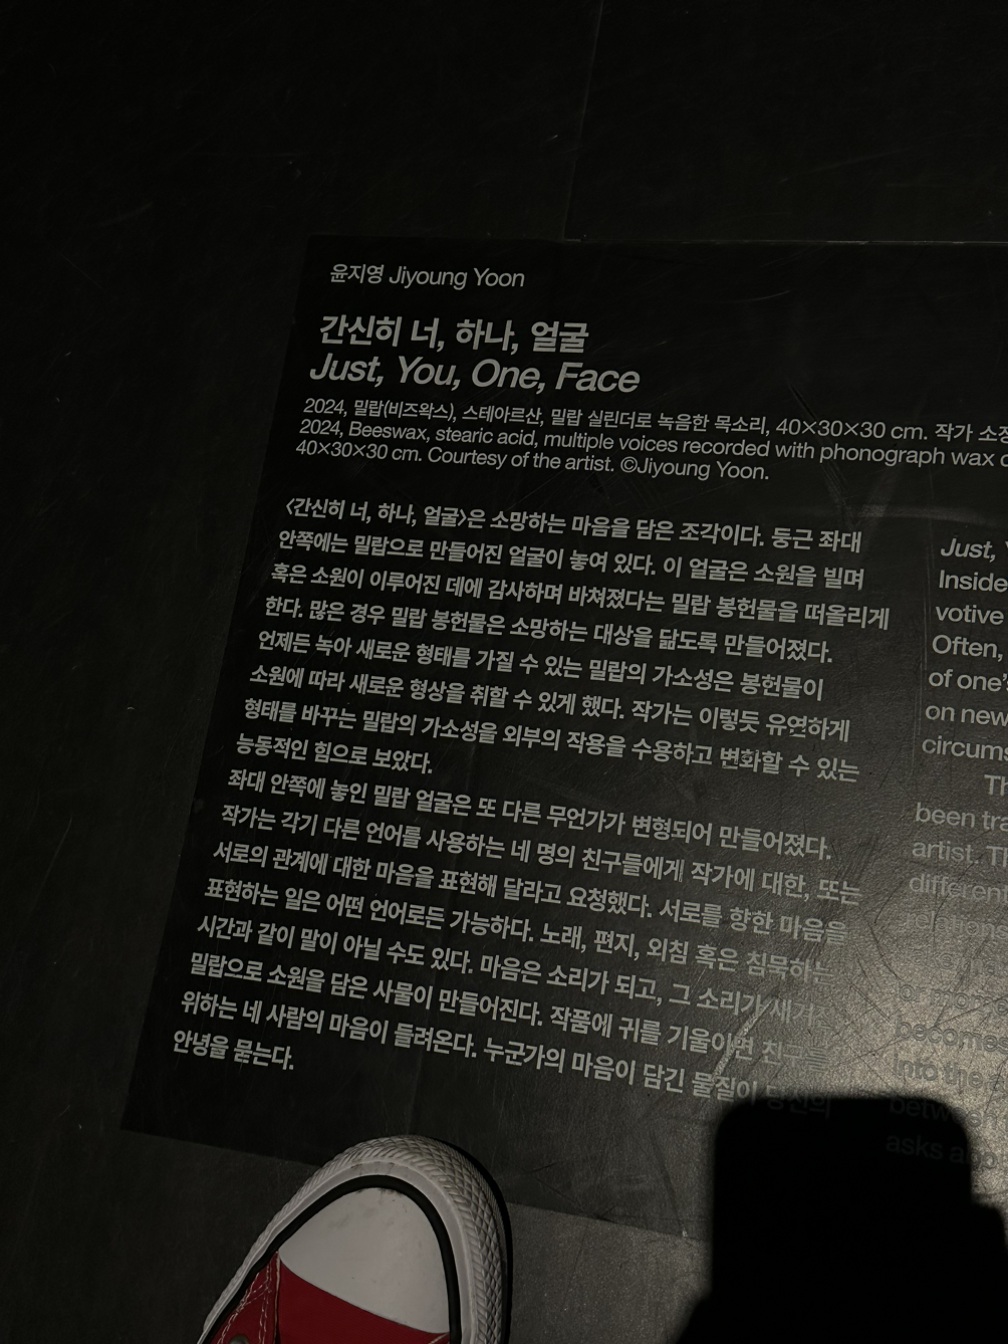 윤지영 Jiyoung Yoon
간신히 너, 하나, 얼굴
Just, You, One, Face
2024, 밀랍(비즈왁스), 스테아르산, 밀랍 실린더로 녹음한 목소리, 40×30×30 cm. 작가 소장
2024, Beeswax, stearic acid, multiple voices recorded with phonograph wax
40×30×30 cm. Courtesy of the artist. ©Jiyoung Yoon.
〈간신히 너, 하나, 얼굴〉은 소망하는 마음을 담은 조각이다. 둥근 좌대
안쪽에는 밀랍으로 만들어진 얼굴이 놓여 있다. 이 얼굴은 소원을 빌며
혹은 소원이 이루어진 데에 감사하며 바쳐졌다는 밀랍 봉헌물을 떠올리게
한다. 많은 경우 밀랍 봉헌물은 소망하는 대상을 닮도록 만들어졌다.
언제든 녹아 새로운 형태를 가질 수 있는 밀랍의 가소성은 봉헌물이
소원에 따라 새로운 형상을 취할 수 있게 했다. 작가는 이렇듯 유연하게
형태를 바꾸는 밀랍의 가소성을 외부의 작용을 수용하고 변화할 수 있는
능동적인 힘으로 보았다.
좌대 안쪽에 놓인 밀랍 얼굴은 또 다른 무언가가 변형되어 만들어졌다.
작가는 각기 다른 언어를 사용하는 네 명의 친구들에게 작가에 대한, 또는
서로의 관계에 대한 마음을 표현해 달라고 요청했다. 서로를 향한 마음을
표현하는 일은 어떤 언어로든 가능하다. 노래, 편지, 외침 혹은 침묵하는
시간과 같이 말이 아닐 수도 있다. 마음은 소리가 되고, 그 소리가 새겨진
밀랍으로 소원을 담은 사물이 만들어진다. 작품에 귀를 기울이면 친구를
위하는 네 사람의 마음이 들려온다. 누군가의 마음이 담긴 물질이 당신의
안녕을 묻는다.
Just,
Inside
votive
Often,
of one's
on new
circums
Th
been tra
artist. Th
different
becomes
into the
betw
asks a